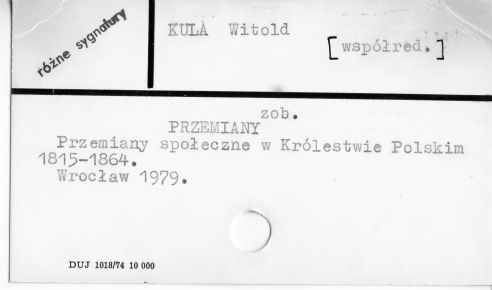 różne sygnatury
KULA Witold
[współred.]
zob.
PRZEMIANY
Przemiany społeczne w Królestwie Polskim
1815-1864.
Wrocław 1979.
DUJ 1018/74 10 000